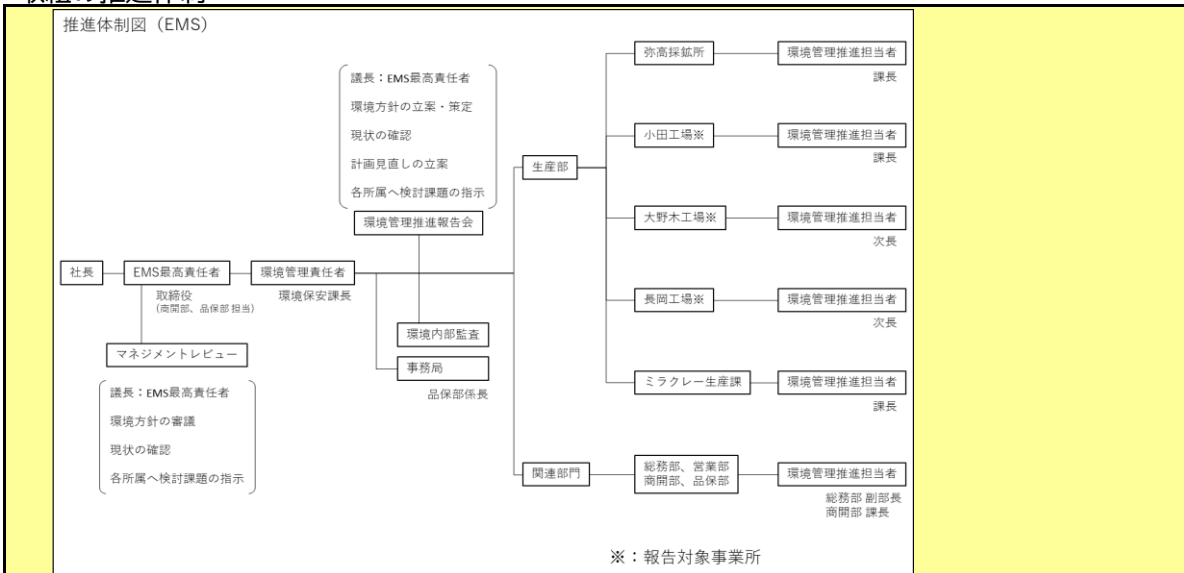 推進体制図（EMS）
議長：EMS最高責任者
環境方針の立案・策定
現状の確認
計画見直しの立案
各所属へ検討課題の指示
環境管理推進報告会
社長
EMS最高責任者
取締役
(商開部、品保部 担当)
環境管理責任者
環境保安課長
マネジメントレビュー
議長：EMS最高責任者
環境方針の審議
現状の確認
各所属へ検討課題の指示
環境内部監査
事務局
品保部係長
生産部
弥高採鉱所
環境管理推進担当者
課長
小田工場※
環境管理推進担当者
課長
大野木工場※
環境管理推進担当者
次長
長岡工場※
環境管理推進担当者
次長
ミラクレー生産課
環境管理推進担当者
課長
関連部門
総務部、営業部
商開部、品保部
環境管理推進担当者
総務部 副部長
商開部 課長
※：報告対象事業所